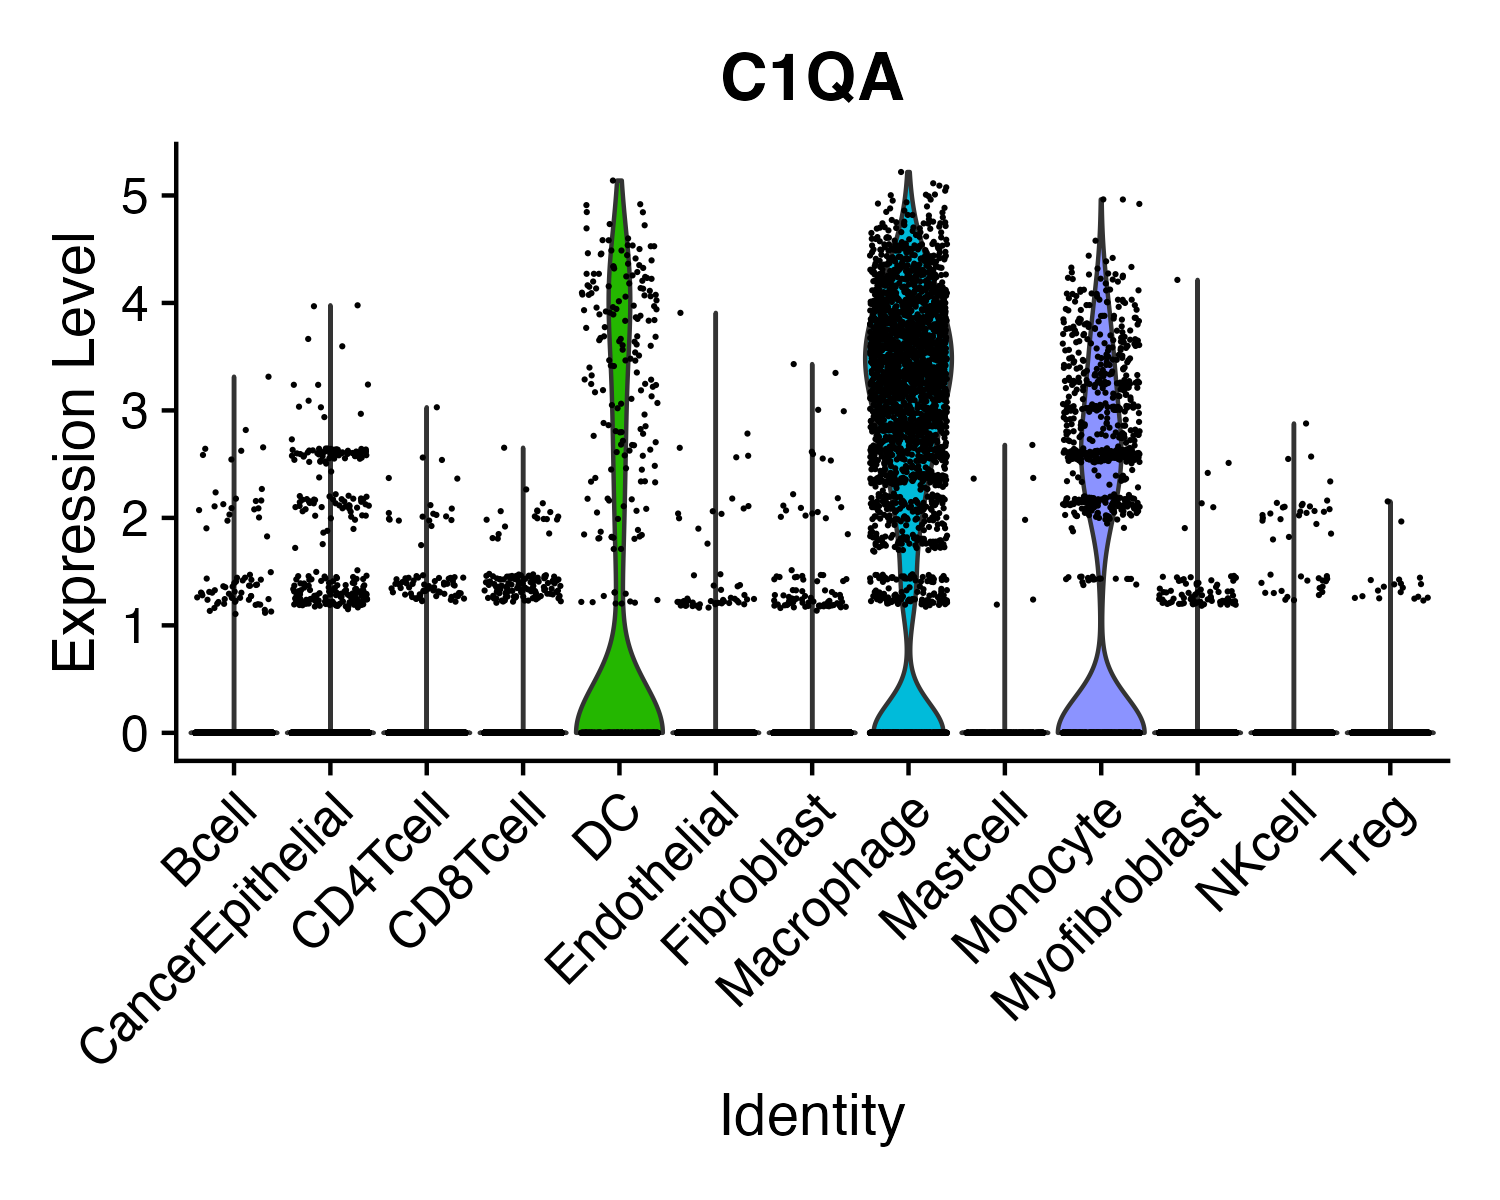 C1QA
Expression Level
5
4
3
2
1
0
Bcell
CancerEpithelial
CD4Tcell
CD8Tcell
DC
Endothelial
Fibroblast
Macrophage
Mastcell
Monocyte
Myofibroblast
NKcell
Treg
Identity